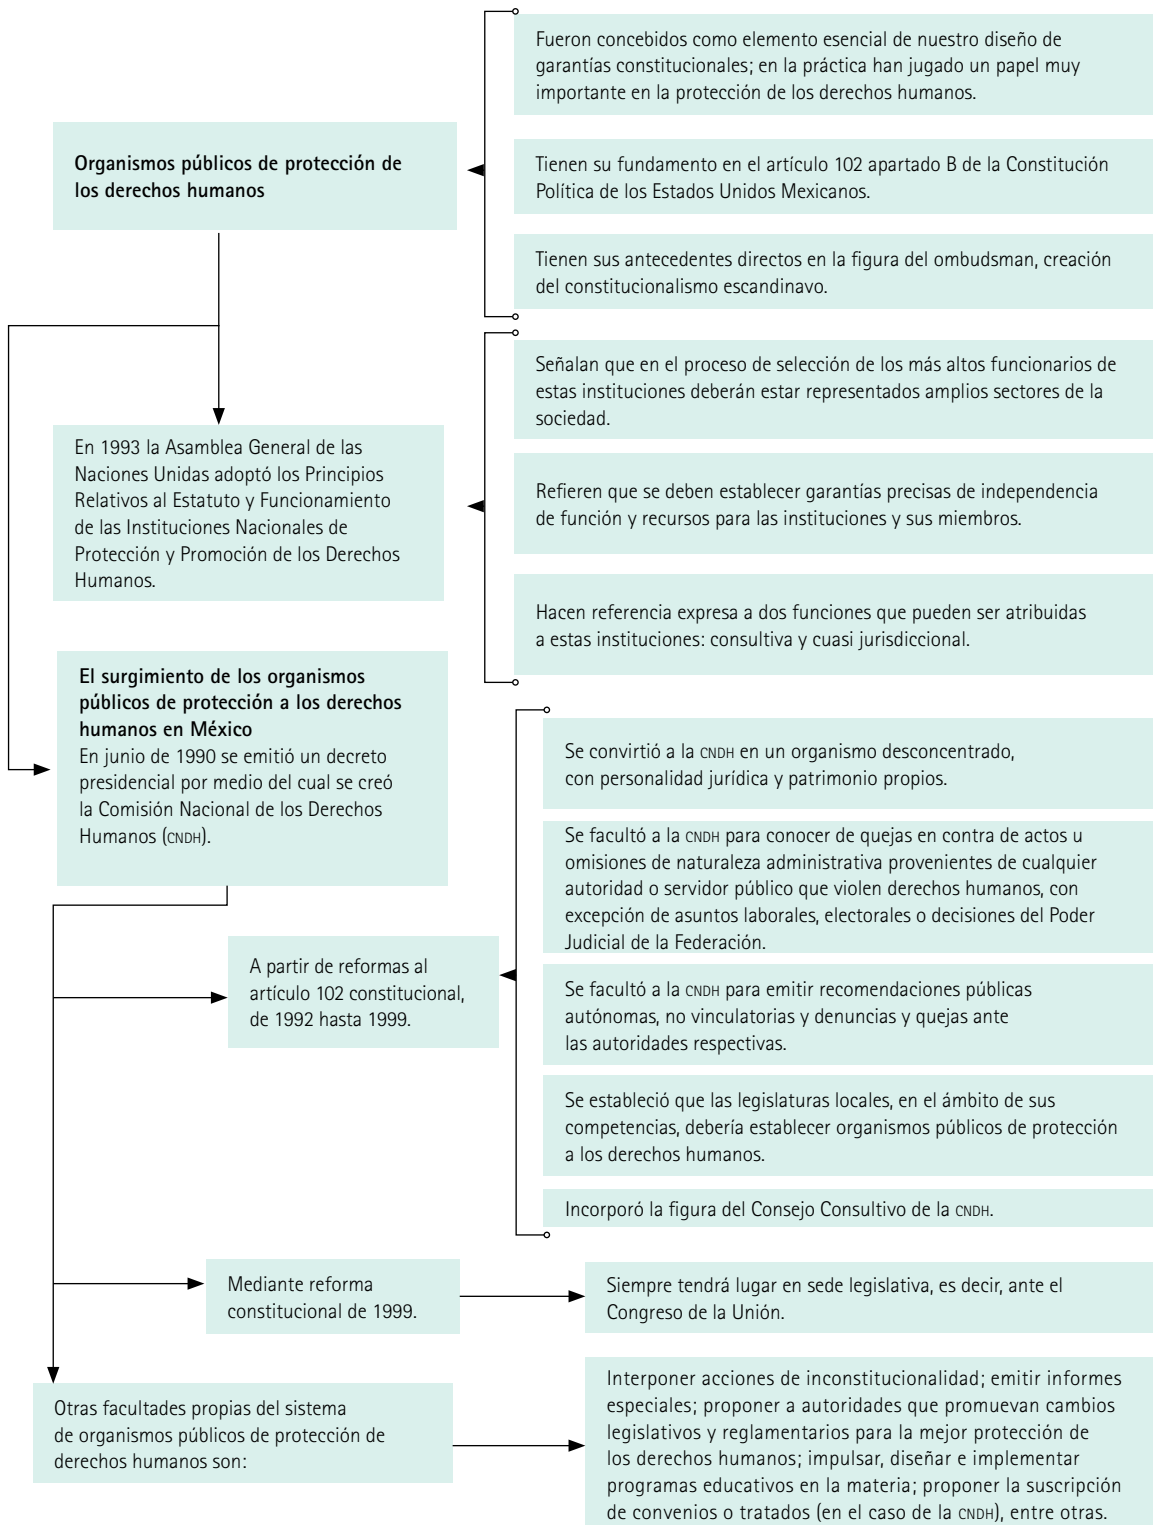 Fueron concebidos como elemento esencial de nuestro diseño de
garantías constitucionales; en la práctica han jugado un papel muy
importante en la protección de los derechos humanos.
Organismos públicos de protección de
los derechos humanos
Tienen su fundamento en el artículo 102 apartado B de la Constitución
Política de los Estados Unidos Mexicanos.
Tienen sus antecedentes directos en la figura del ombudsman, creación
del constitucionalismo escandinavo.
Señalan que en el proceso de selección de los más altos funcionarios de
estas instituciones deberán estar representados amplios sectores de la
sociedad.
En 1993 la Asamblea General de las
Naciones Unidas adoptó los Principios
Relativos al Estatuto y Funcionamiento
de las Instituciones Nacionales de
Protección y Promoción de los Derechos
Humanos.
Refieren que se deben establecer garantías precisas de independencia
de función y recursos para las instituciones y sus miembros.
Hacen referencia expresa a dos funciones que pueden ser atribuidas
a estas instituciones: consultiva y cuasi jurisdiccional.
El surgimiento de los organismos
públicos de protección a los derechos
humanos en México
En junio de 1990 se emitió un decreto
presidencial por medio del cual se creó
la Comisión Nacional de los Derechos
Humanos (CNDH).
Se convirtió a la CNDH en un organismo desconcentrado,
con personalidad jurídica y patrimonio propios.
Se facultó a la CNDH para conocer de quejas en contra de actos u
omisiones de naturaleza administrativa provenientes de cualquier
autoridad o servidor público que violen derechos humanos, con
excepción de asuntos laborales, electorales o decisiones del Poder
Judicial de la Federación.
A partir de reformas al
artículo 102 constitucional,
de 1992 hasta 1999.
Se facultó a la CNDH para emitir recomendaciones públicas
autónomas, no vinculatorias y denuncias y quejas ante
las autoridades respectivas.
Se estableció que las legislaturas locales, en el ámbito de sus
competencias, debería establecer organismos públicos de protección
a los derechos humanos.
Incorporó la figura del Consejo Consultivo de la CNDH.
Mediante reforma
constitucional de 1999.
Siempre tendrá lugar en sede legislativa, es decir, ante el
Congreso de la Unión.
Otras facultades propias del sistema
de organismos públicos de protección de
derechos humanos son:
Interponer acciones de inconstitucionalidad; emitir informes
especiales; proponer a autoridades que promuevan cambios
legislativos y reglamentarios para la mejor protección de
los derechos humanos; impulsar, diseñar e implementar
programas educativos en la materia; proponer la suscripción
de convenios o tratados (en el caso de la CNDH), entre otras.